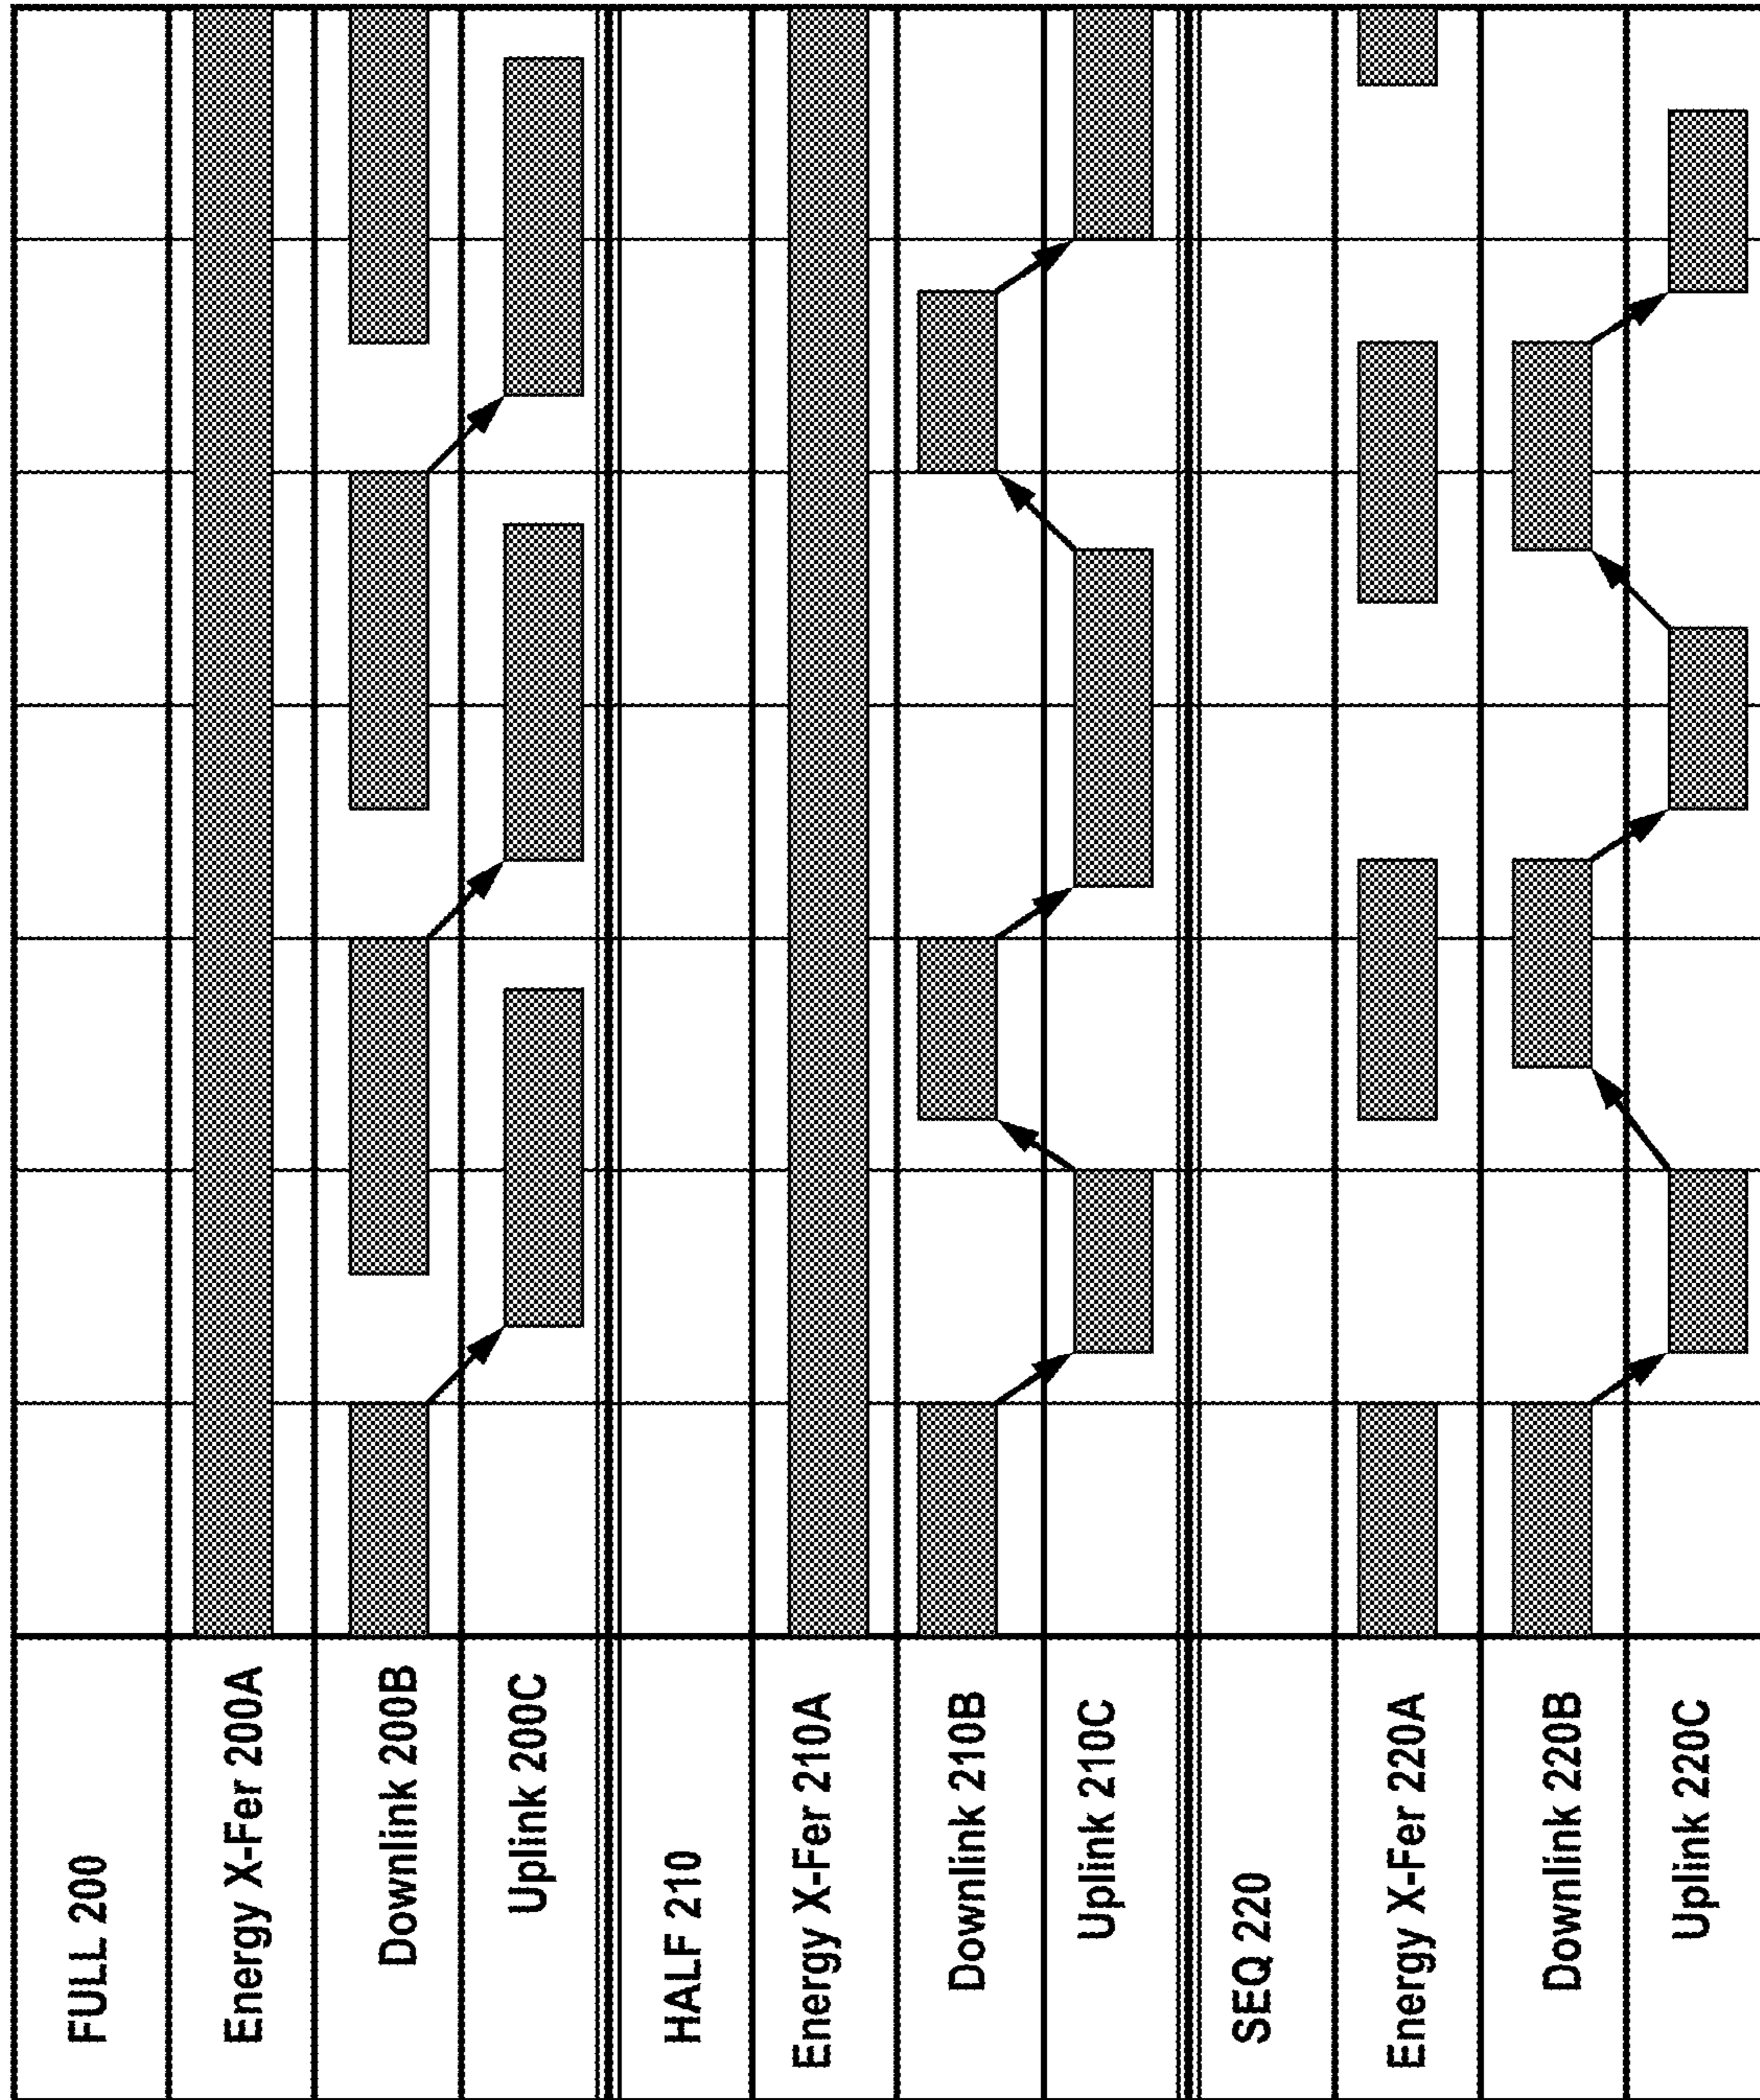 FULL 200
Energy X-Fer 200A
Downlink 200B
Uplink 200C
HALF 210
Energy X-Fer 210A
Downlink 210B
Uplink 210C
SEQ 220
Energy X-Fer 220A
Downlink 220B
Uplink 220C